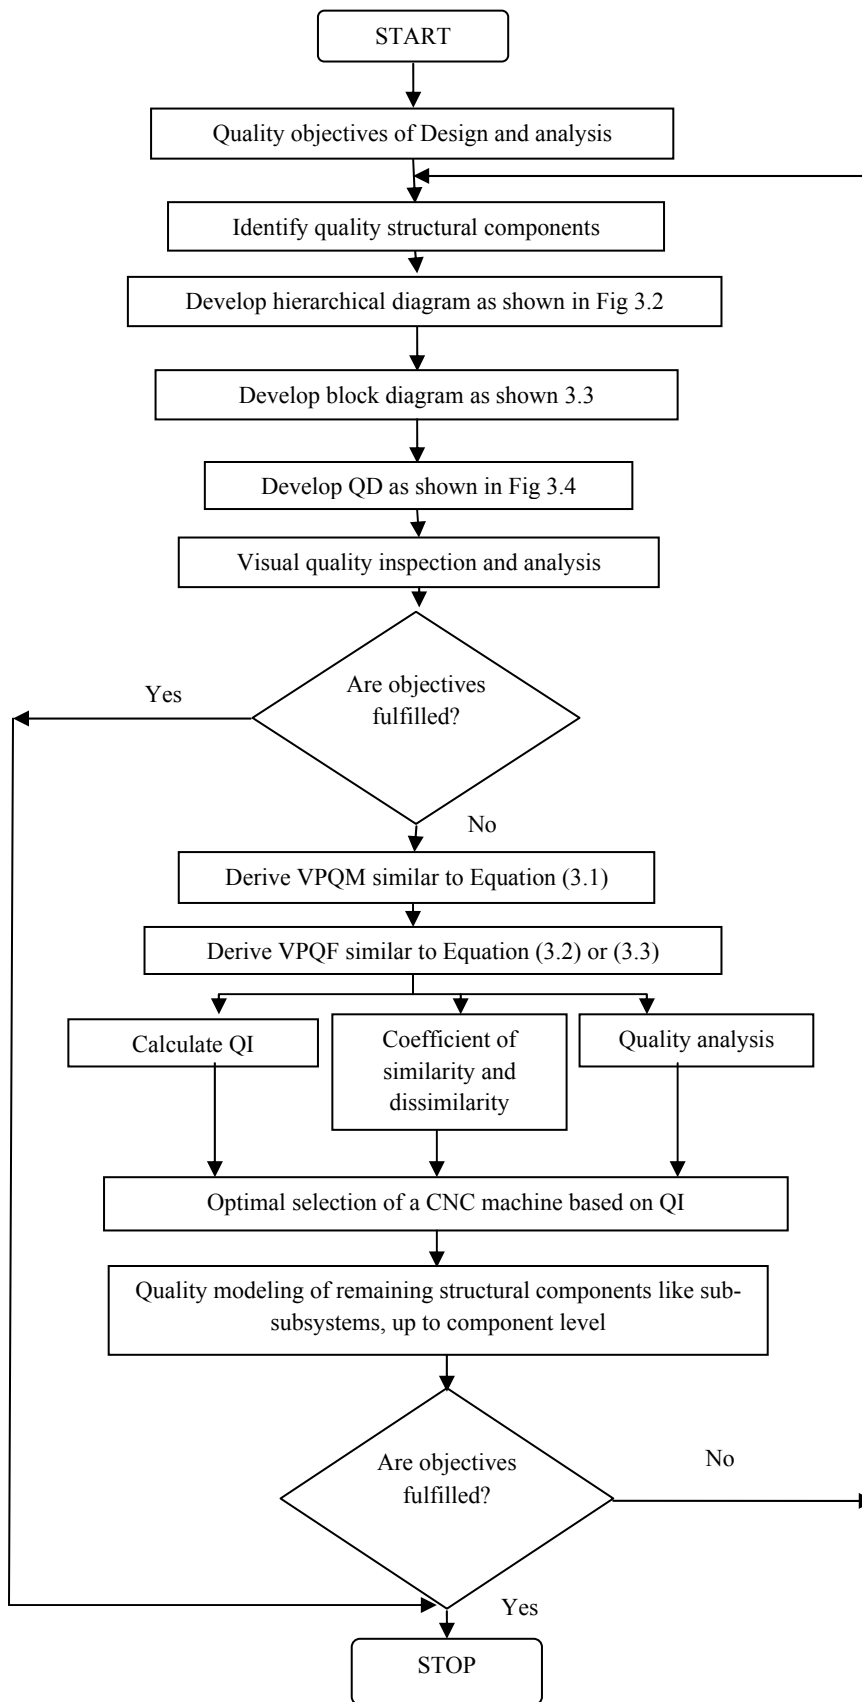 START
Quality objectives of Design and analysis
Identify quality structural components
Develop hierarchical diagram as shown in Fig 3.2
Develop block diagram as shown 3.3
Develop QD as shown in Fig 3.4
Visual quality inspection and analysis
Are objectives
fulfilled?
Yes
No
Derive VPQM similar to Equation (3.1)
Derive VPQF similar to Equation (3.2) or (3.3)
Calculate QI
Coefficient of
similarity and
dissimilarity
Quality analysis
Optimal selection of a CNC machine based on QI
Quality modeling of remaining structural components like sub-
subsystems, up to component level
Are objectives
fulfilled?
No
Yes
STOP